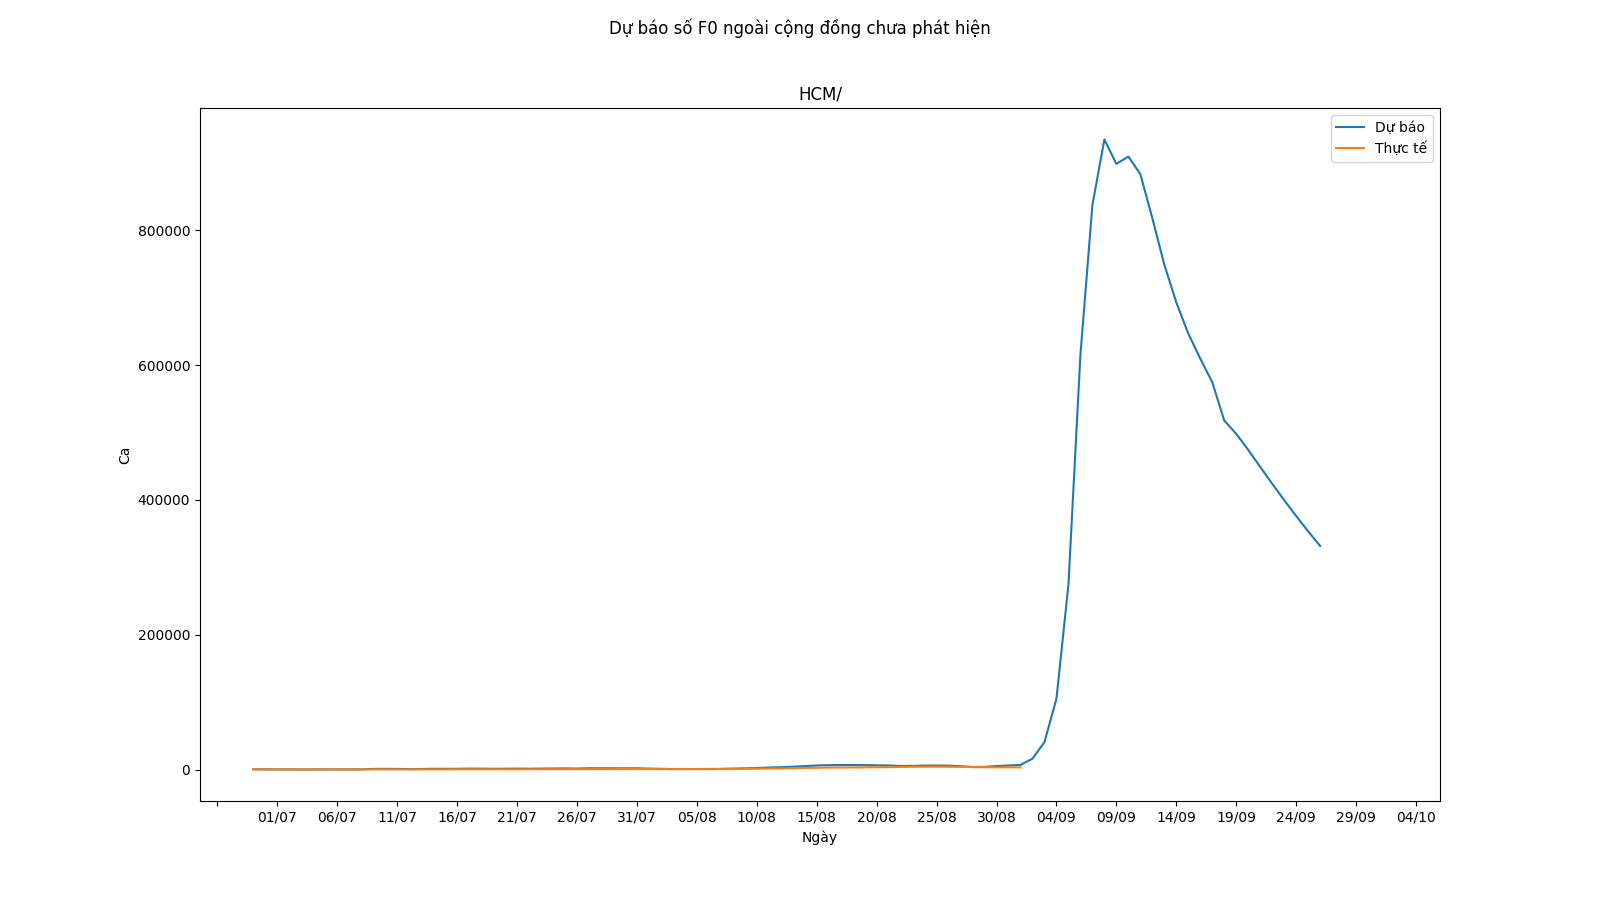 Dự báo số F0 ngoài cộng đồng chưa phát hiện
HCM/
Dự báo
Thực tế
800000
600000
400000
200000
0
Ca
01/07 06/07 11/07 16/07 21/07 26/07 31/07 05/08 10/08 15/08 20/08 25/08 30/08 04/09 09/09 14/09 19/09 24/09 29/09 04/10
Ngày